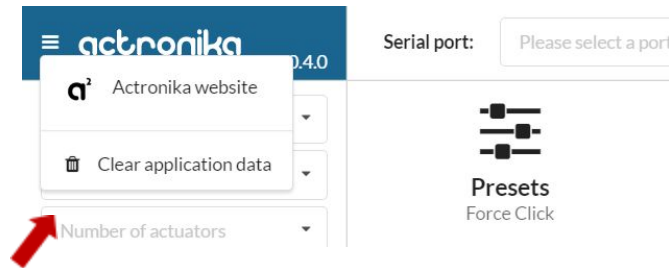 actronika
0.4.0
Serial port:
Please select a port
a²
Actronika website
Clear application data
Number of actuators
Presets
Force Click